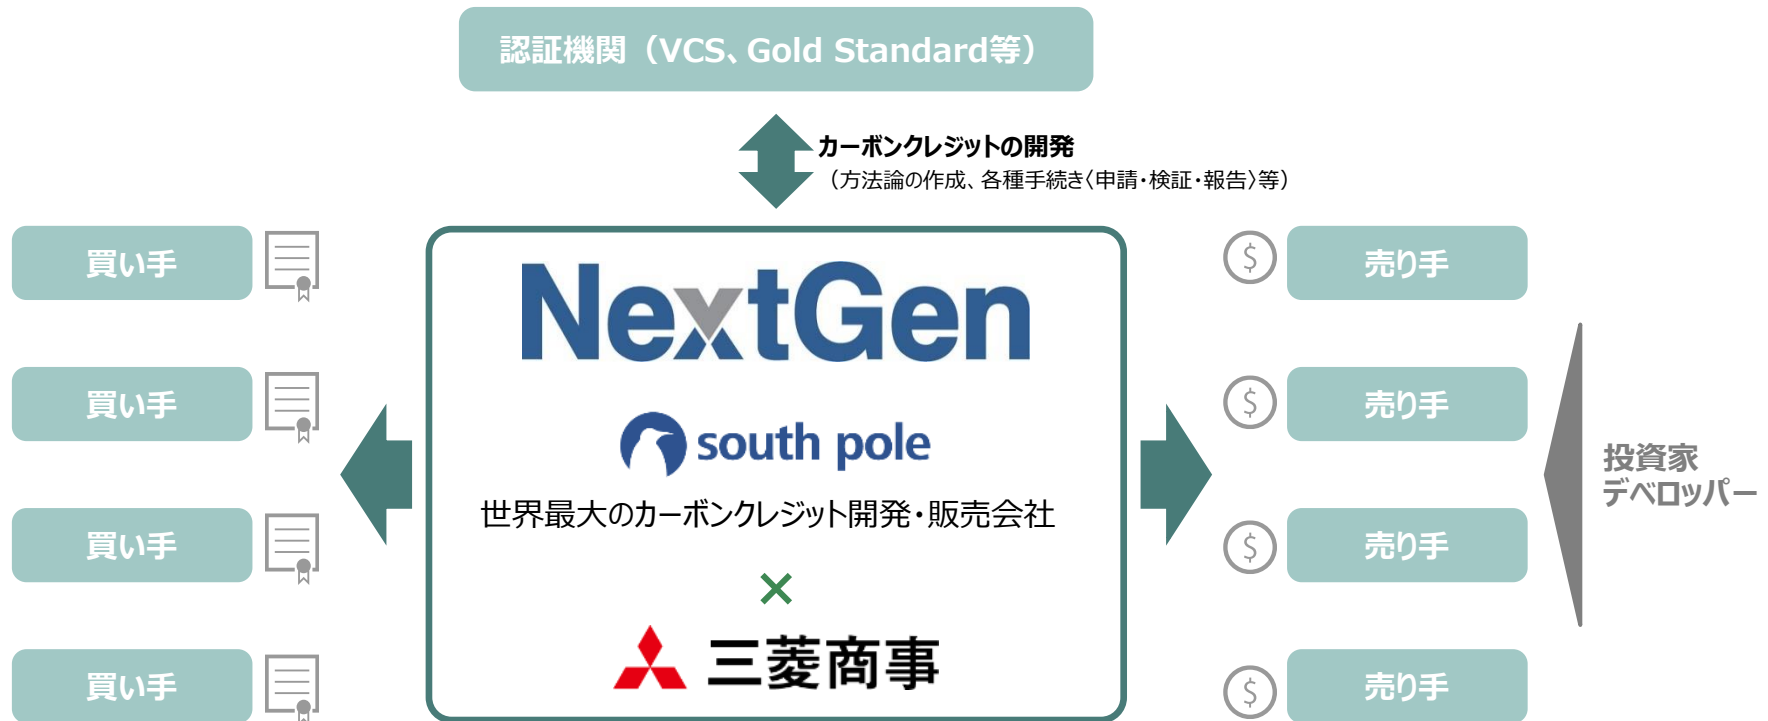 認証機関（VCS、Gold Standard等）
カーボンクレジットの開発
（方法論の作成、各種手続き〈申請・検証・報告〉等）
買い手
買い手
買い手
買い手
NextGen
south pole
世界最大のカーボンクレジット開発・販売会社
×
三菱商事
$
売り手
$
売り手
$
売り手
$
売り手
投資家
デベロッパー